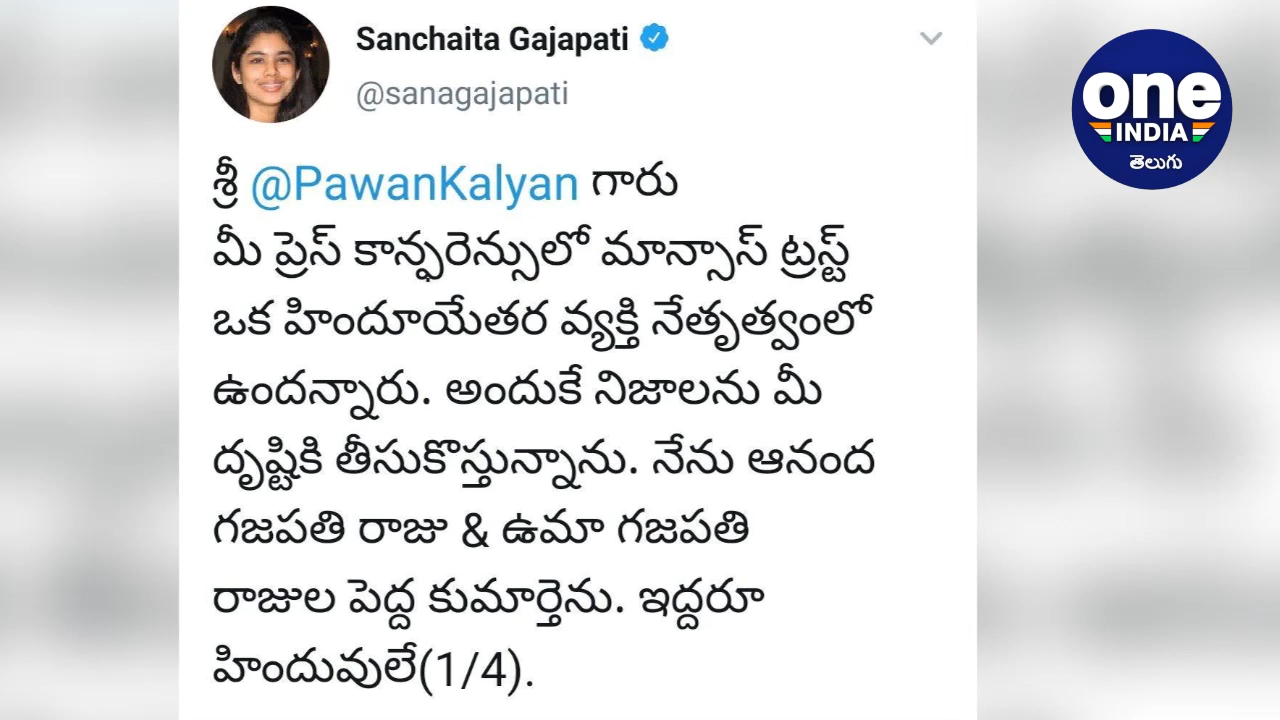 Sanchaita Gajapati
@sanagajapati
one
INDIA
తెలుగు
శ్రీ @PawanKalyan గారు
మీ ప్రెస్ కాన్ఫరెన్సులో మాన్సాస్ ట్రస్ట్
ఒక హిందూయేతర వ్యక్తి నేతృత్వంలో
ఉందన్నారు. అందుకే నిజాలను మీ
దృష్టికి తీసుకొస్తున్నాను. నేను ఆనంద
గజపతి రాజు & ఉమా గజపతి
రాజుల పెద్ద కుమార్తెను. ఇద్దరూ
హిందువులే(1/4).